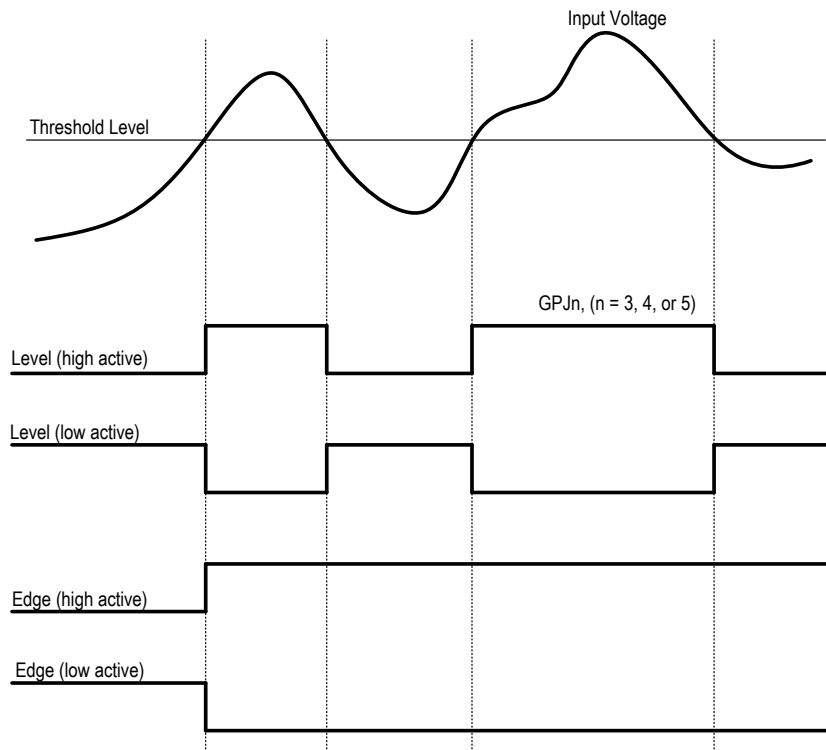 Input Voltage
Threshold Level
GPJn, (n = 3, 4, or 5)
Level (high active)
Level (low active)
Edge (high active)
Edge (low active)